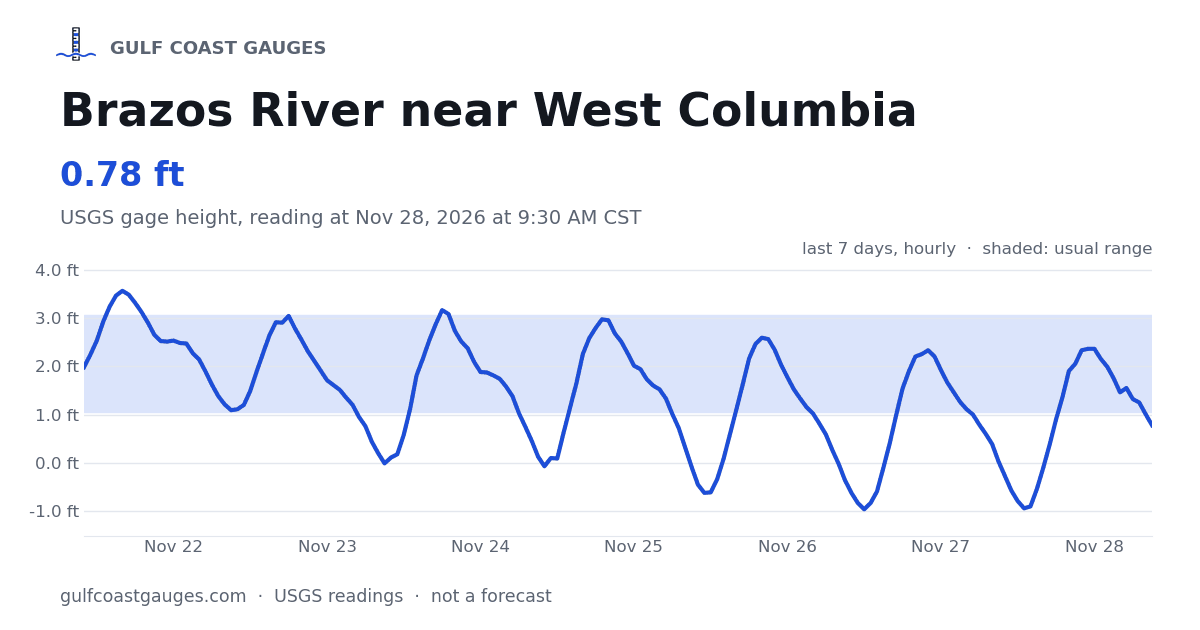 GULF COAST GAUGES
Brazos River near West Columbia
0.78 ft
USGS gage height, reading at Nov 28, 2026 at 9:30 AM CST
last 7 days, hourly · shaded: usual range
4.0 ft
3.0 ft
2.0 ft
1.0 ft
0.0 ft
-1.0 ft
Nov 22 Nov 23 Nov 24 Nov 25 Nov 26 Nov 27 Nov 28
gulfcoastgauges.com · USGS readings · not a forecast